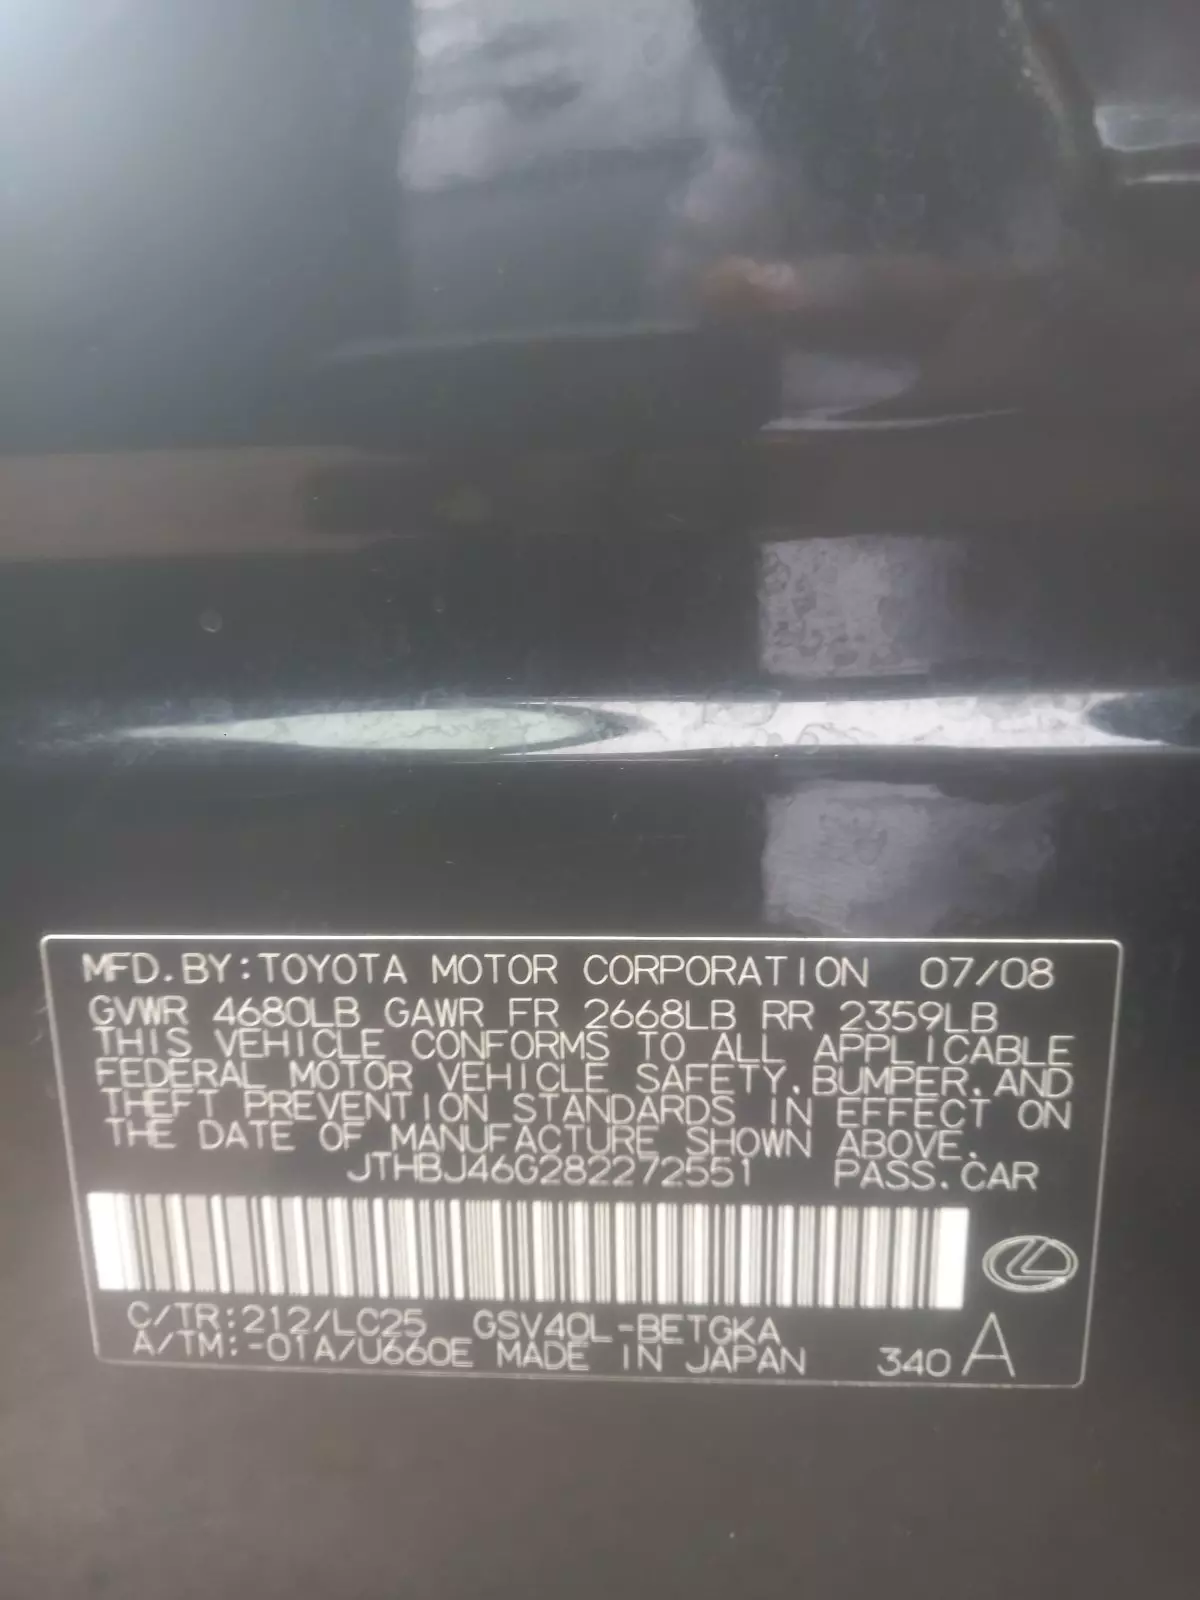 MFD.BY:TOYOTA MOTOR CORPORATION 07/08
GVWR 4680LB GAWR FR 2668LB RR 2359LB
THIS VEHICLE CONFORMS TO ALL APPLICABLE
FEDERAL MOTOR VEHICLE SAFETY,BUMPER,AND
THEFT PREVENTION STANDARDS IN EFFECT ON
THE DATE OF MANUFACTURE SHOWN ABOVE.
JTHBJ46G282272551 PASS.CAR
C/TR:212/LC25 GSV40L-BETGKA
A/TM:-01A/U660E MADE IN JAPAN 340 A